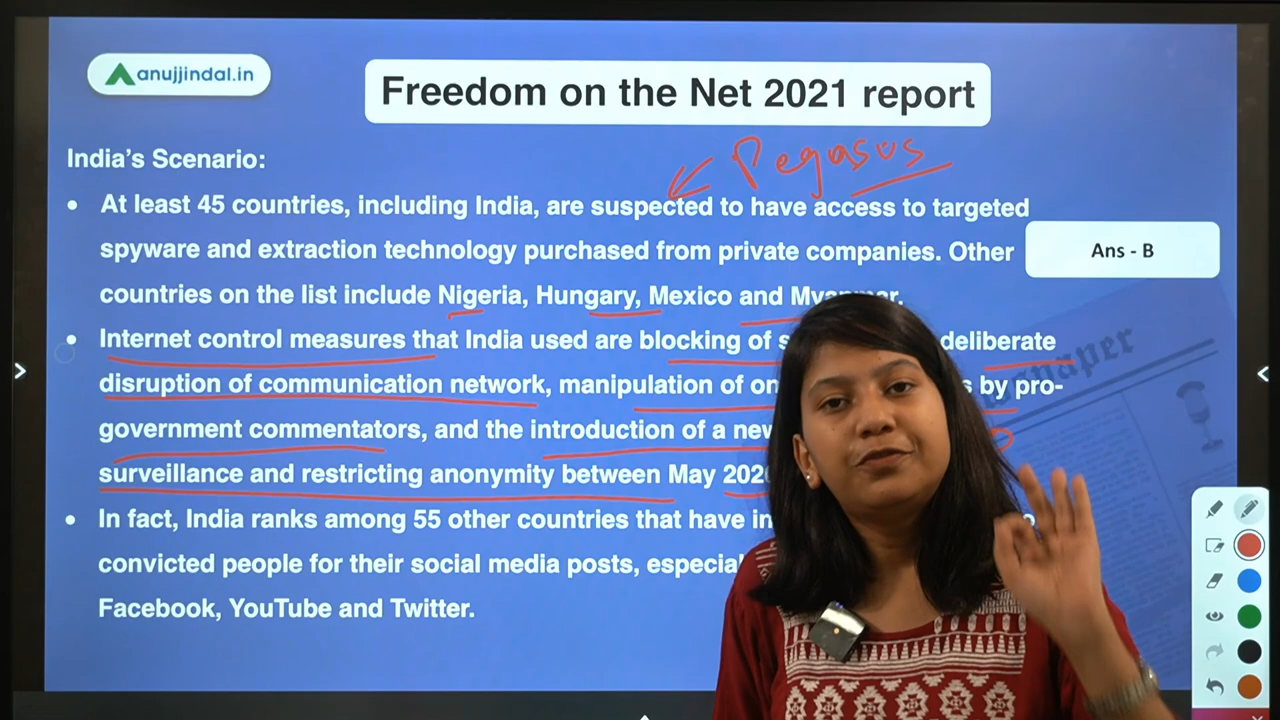 anujjindal.in
Freedom on the Net 2021 report
India's Scenario:
Pegasus
• At least 45 countries, including India, are suspected to have access to targeted
spyware and extraction technology purchased from private companies. Other
Ans - B
countries on the list include Nigeria, Hungary, Mexico and Myanmar.
• Internet control measures that India used are blocking of deliberate
disruption of communication network, manipulation of by pro-
government commentators, and the introduction of a new
surveillance and restricting anonymity between May
• In fact, India ranks among 55 other countries that have
convicted people for their social media posts,
Facebook, YouTube and Twitter.